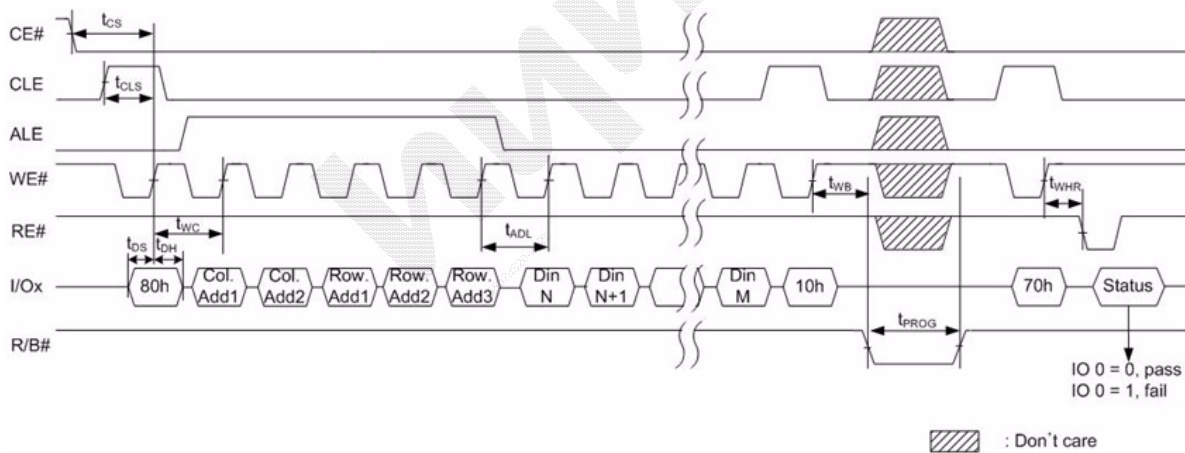 CE#
tCS
CLE
tCLS
ALE
WE#
tWC
tADL
tWB
tWHR
RE#
tDS
tDH
I/Ox
80h
Col.
Add1
Col.
Add2
Row.
Add1
Row.
Add2
Row.
Add3
Din
N
Din
N+1
Din
M
10h
70h
Status
R/B#
tPROG
IO 0 = 0, pass
IO 0 = 1, fail
: Don't care